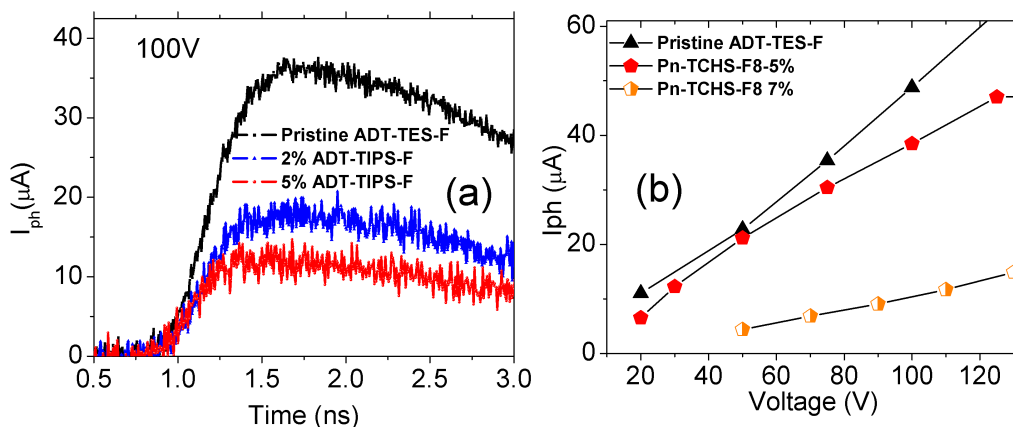 100V
Pristine ADT-TES-F
2% ADT-TIPS-F
5% ADT-TIPS-F
(a)
I_ph(μA)
40
30
20
10
0
0.5 1.0 1.5 2.0 2.5 3.0
Time (ns)
Pristine ADT-TES-F
Pn-TCHS-F8-5%
Pn-TCHS-F8 7%
(b)
Iph (μA)
60
40
20
0
20 40 60 80 100 120
Voltage (V)